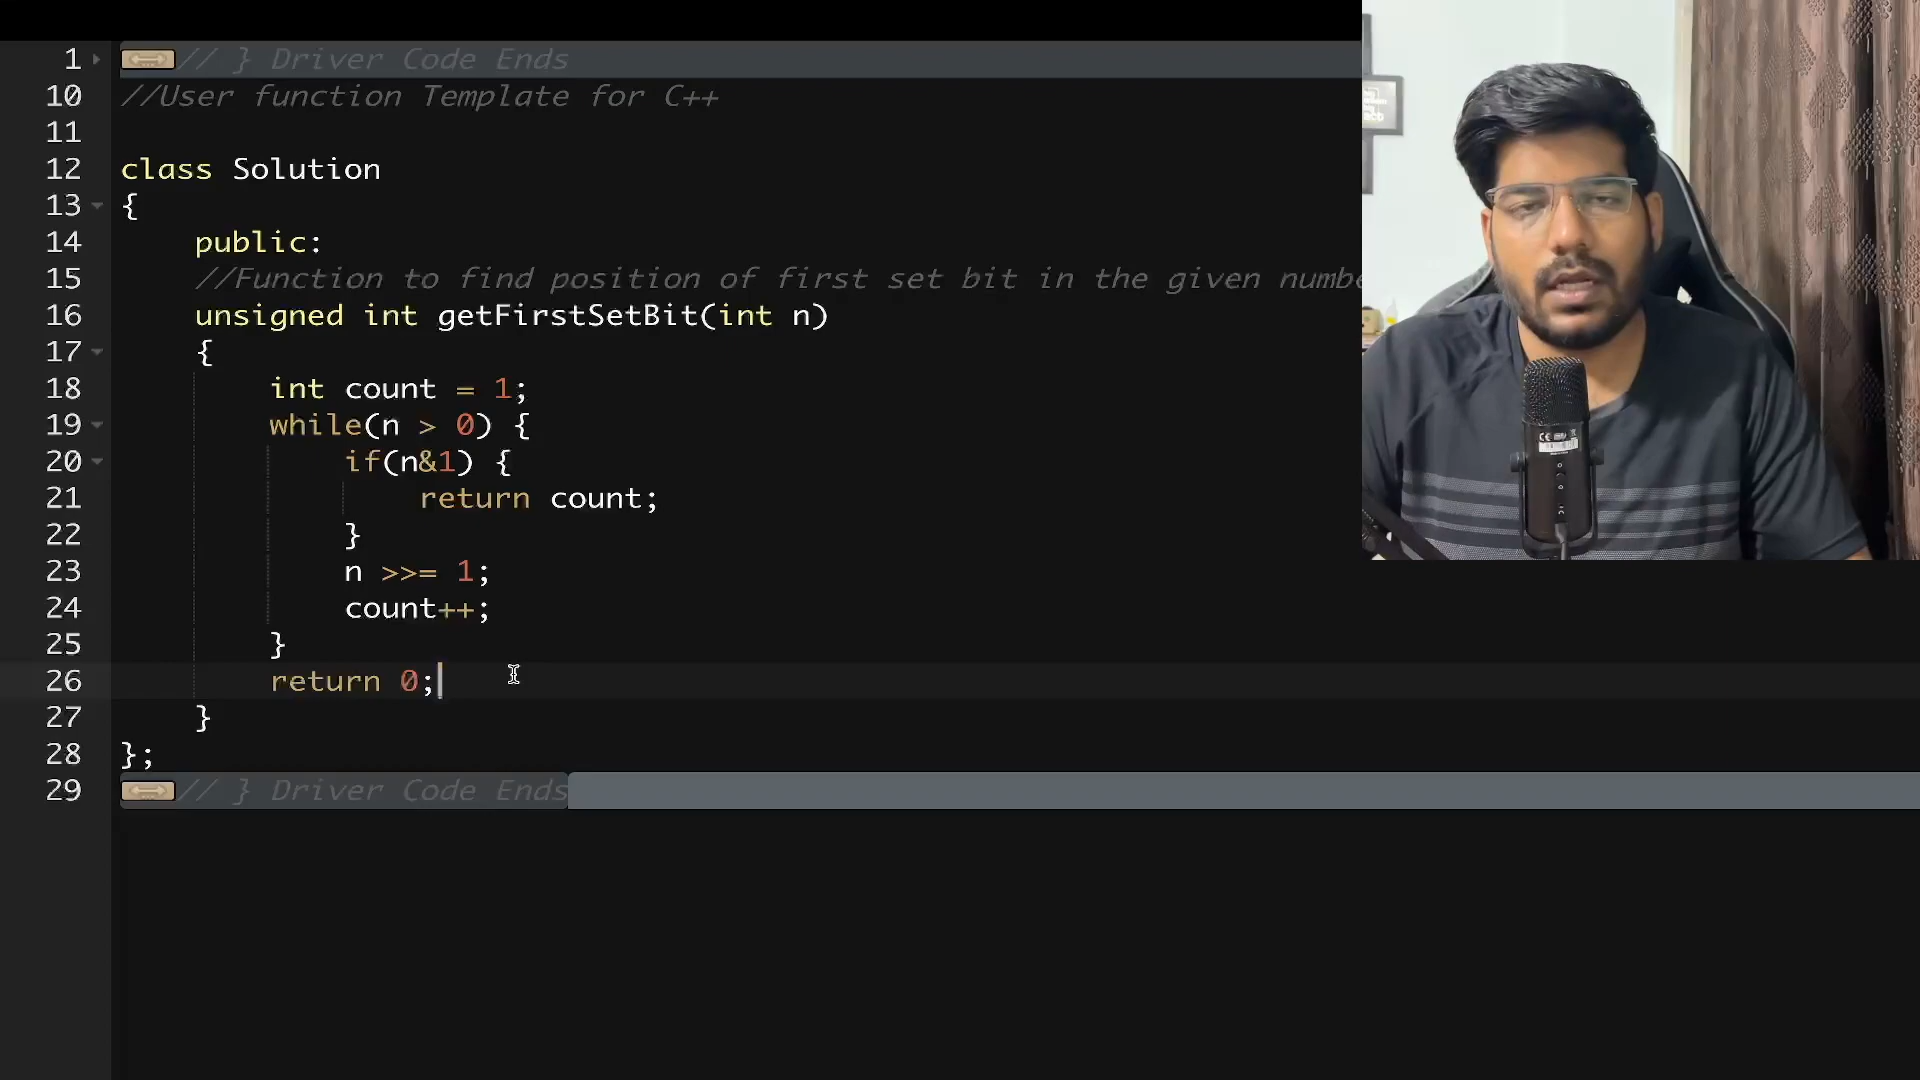 1 // } Driver Code Ends
10 //User function Template for C++
11
12 class Solution
13 {
14 public:
15 //Function to find position of first set bit in the given numbe
16 unsigned int getFirstSetBit(int n)
17 {
18 int count = 1;
19 while(n > 0) {
20 if(n&1) {
21 return count;
22 }
23 n >>= 1;
24 count++;
25 }
26 return 0;
27 }
28 };
29 // } Driver Code Ends